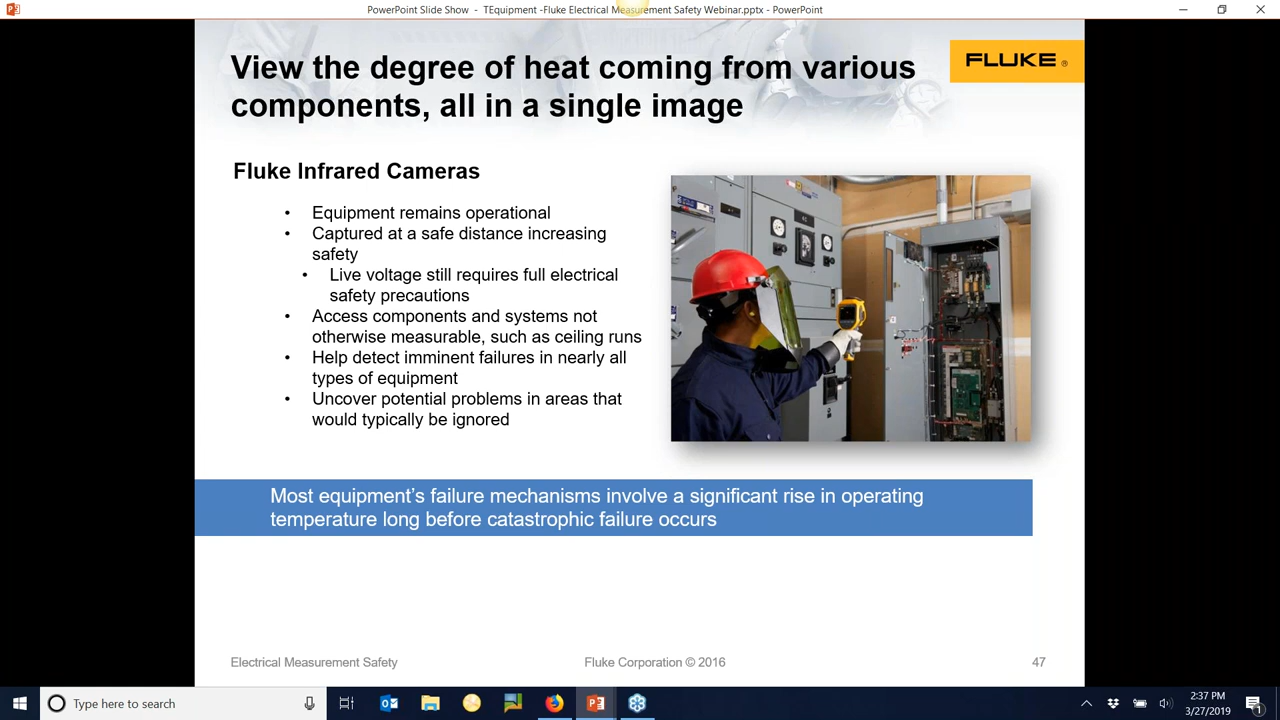 PowerPoint Slide Show - TEquipment -Fluke Electrical Measurement Safety Webinar.pptx - PowerPoint
View the degree of heat coming from various
components, all in a single image
FLUKE ®
Fluke Infrared Cameras
• Equipment remains operational
• Captured at a safe distance increasing
safety
• Live voltage still requires full electrical
safety precautions
• Access components and systems not
otherwise measurable, such as ceiling runs
• Help detect imminent failures in nearly all
types of equipment
• Uncover potential problems in areas that
would typically be ignored
Most equipment's failure mechanisms involve a significant rise in operating
temperature long before catastrophic failure occurs
Electrical Measurement Safety
Fluke Corporation © 2016
47
Type here to search
2:37 PM
3/27/2019
1